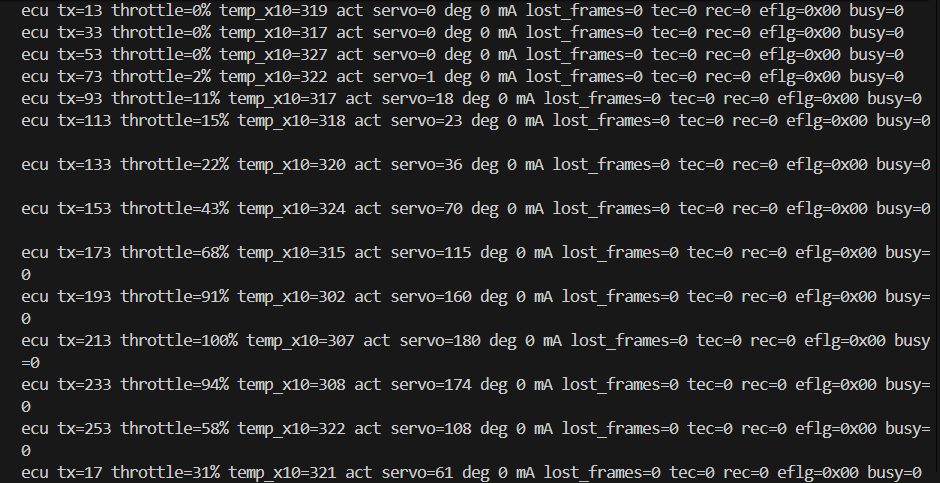 ecu tx=13 throttle=0% temp_x10=319 act servo=0 deg 0 mA lost_frames=0 tec=0 rec=0 eflg=0x00 busy=0
ecu tx=33 throttle=0% temp_x10=317 act servo=0 deg 0 mA lost_frames=0 tec=0 rec=0 eflg=0x00 busy=0
ecu tx=53 throttle=0% temp_x10=327 act servo=0 deg 0 mA lost_frames=0 tec=0 rec=0 eflg=0x00 busy=0
ecu tx=73 throttle=2% temp_x10=322 act servo=1 deg 0 mA lost_frames=0 tec=0 rec=0 eflg=0x00 busy=0
ecu tx=93 throttle=11% temp_x10=317 act servo=18 deg 0 mA lost_frames=0 tec=0 rec=0 eflg=0x00 busy=0
ecu tx=113 throttle=15% temp_x10=318 act servo=23 deg 0 mA lost_frames=0 tec=0 rec=0 eflg=0x00 busy=0
ecu tx=133 throttle=22% temp_x10=320 act servo=36 deg 0 mA lost_frames=0 tec=0 rec=0 eflg=0x00 busy=0
ecu tx=153 throttle=43% temp_x10=324 act servo=70 deg 0 mA lost_frames=0 tec=0 rec=0 eflg=0x00 busy=0
ecu tx=173 throttle=68% temp_x10=315 act servo=115 deg 0 mA lost_frames=0 tec=0 rec=0 eflg=0x00 busy=
0
ecu tx=193 throttle=91% temp_x10=302 act servo=160 deg 0 mA lost_frames=0 tec=0 rec=0 eflg=0x00 busy=
0
ecu tx=213 throttle=100% temp_x10=307 act servo=180 deg 0 mA lost_frames=0 tec=0 rec=0 eflg=0x00 busy
=0
ecu tx=233 throttle=94% temp_x10=308 act servo=174 deg 0 mA lost_frames=0 tec=0 rec=0 eflg=0x00 busy=
0
ecu tx=253 throttle=58% temp_x10=322 act servo=108 deg 0 mA lost_frames=0 tec=0 rec=0 eflg=0x00 busy=
0
ecu tx=17 throttle=31% temp_x10=321 act servo=61 deg 0 mA lost_frames=0 tec=0 rec=0 eflg=0x00 busy=0